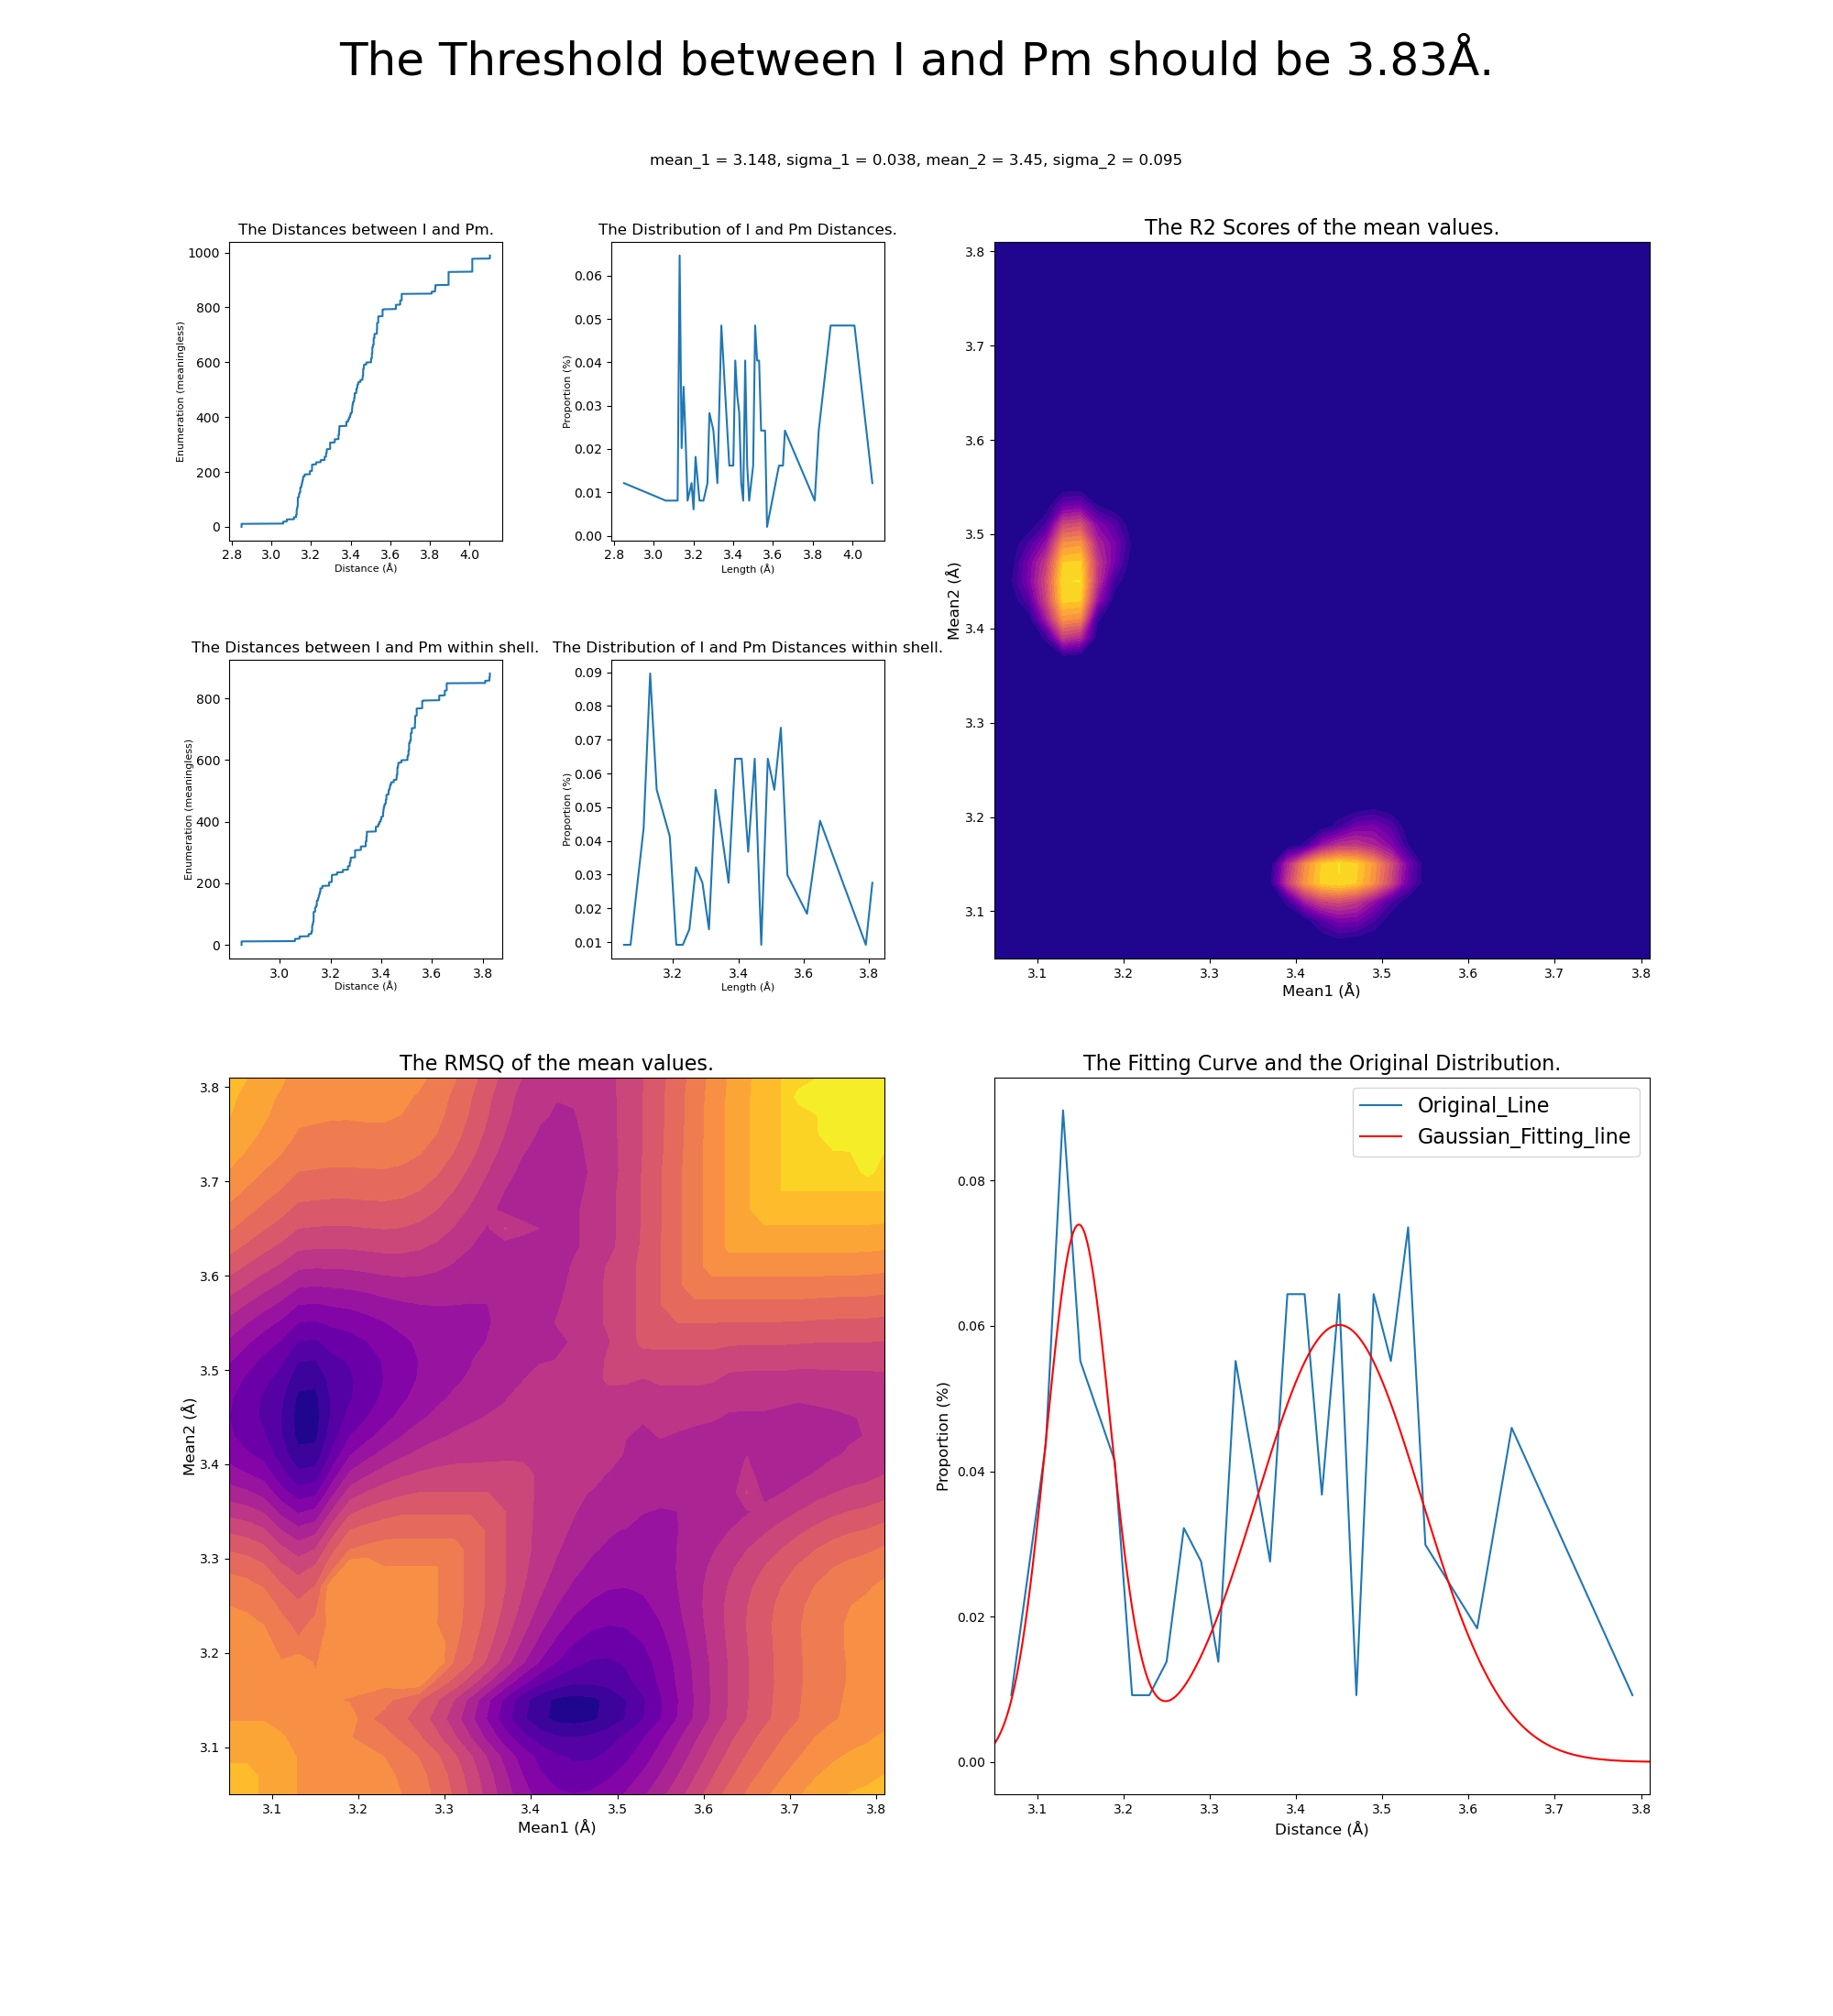 The Threshold between I and Pm should be 3.83Å.
mean_1 = 3.148, sigma_1 = 0.038, mean_2 = 3.45, sigma_2 = 0.095
The Distances between I and Pm.
1000
800
600
400
200
0
Enumeration (meaningless)
2.8 3.0 3.2 3.4 3.6 3.8 4.0
Distance (Å)
The Distribution of I and Pm Distances.
0.06
0.05
0.04
0.03
0.02
0.01
0.00
Proportion (%)
2.8 3.0 3.2 3.4 3.6 3.8 4.0
Length (Å)
The R2 Scores of the mean values.
3.8
3.7
3.6
3.5
3.4
3.3
3.2
3.1
Mean2 (Å)
3.1 3.2 3.3 3.4 3.5 3.6 3.7 3.8
Mean1 (Å)
The Distances between I and Pm within shell.
800
600
400
200
0
Enumeration (meaningless)
3.0 3.2 3.4 3.6 3.8
Distance (Å)
The Distribution of I and Pm Distances within shell.
0.09
0.08
0.07
0.06
0.05
0.04
0.03
0.02
0.01
Proportion (%)
3.2 3.4 3.6 3.8
Length (Å)
The RMSQ of the mean values.
3.8
3.7
3.6
3.5
3.4
3.3
3.2
3.1
Mean2 (Å)
3.1 3.2 3.3 3.4 3.5 3.6 3.7 3.8
Mean1 (Å)
The Fitting Curve and the Original Distribution.
Original_Line
Gaussian_Fitting_line
0.08
0.06
0.04
0.02
0.00
Proportion (%)
3.1 3.2 3.3 3.4 3.5 3.6 3.7 3.8
Distance (Å)